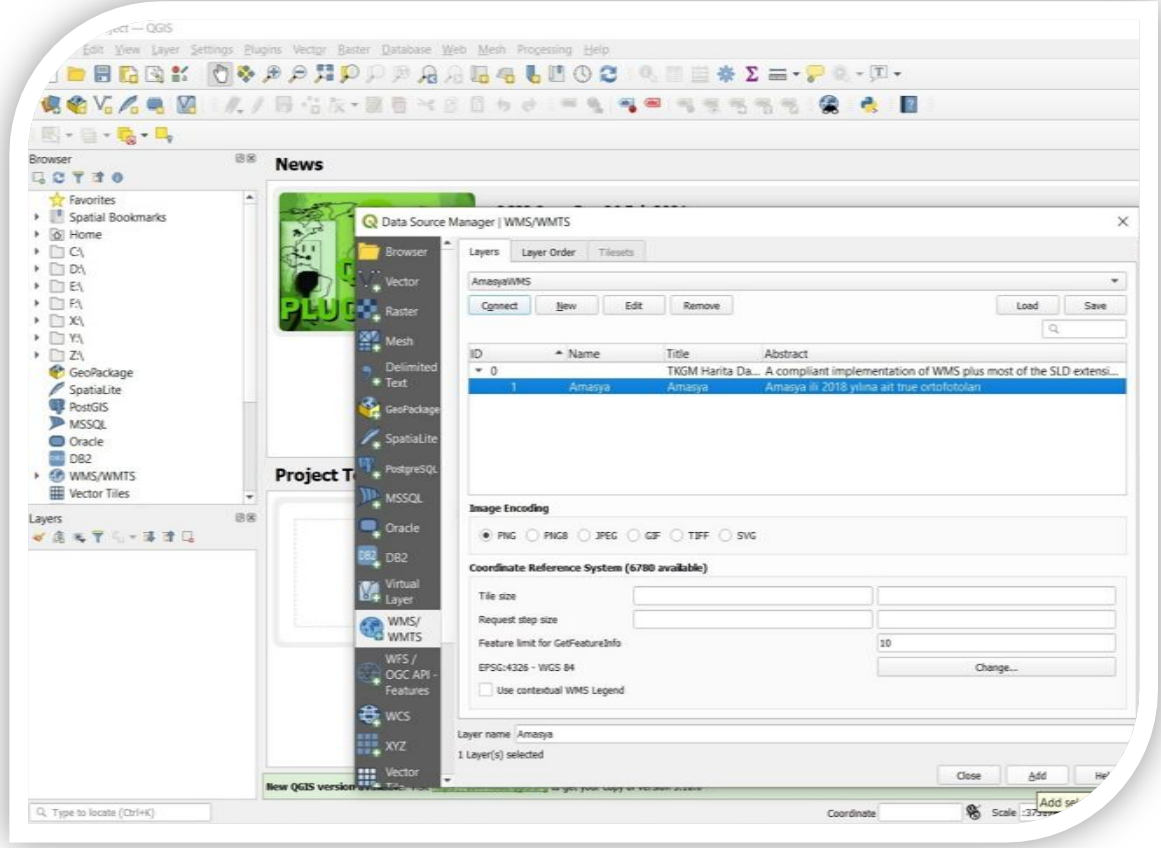 ject — QGIS
Edit View Layer Settings Plugins Vector Raster Database Web Mesh Processing Help
Browser
Favorites
Spatial Bookmarks
Home
C:\
D:\
E:\
F:\
X:\
Y:\
Z:\
GeoPackage
SpatiaLite
PostGIS
MSSQL
Oracle
DB2
WMS/WMTS
Vector Tiles
Layers
News
PLUG
Project Te
Data Source Manager | WMS/WMTS
Browser
Vector
Raster
Mesh
Delimited
Text
GeoPackage
SpatiaLite
PostgreSQL
MSSQL
Oracle
DB2
Virtual
Layer
WMS/
WMTS
WFS /
OGC API -
Features
WCS
XYZ
Vector
Layers Layer Order Tilesets
AmasyaWMS
Connect New Edit Remove Load Save
ID Name Title Abstract
0 TKGM Harita Da... A compliant implementation of WMS plus most of the SLD extensi...
1 Amasya Amasya Amasya ili 2018 yılına ait true ortofotoları
Image Encoding
PNG PNG8 JPEG GIF TIFF SVG
Coordinate Reference System (6780 available)
Tile size
Request step size
Feature limit for GetFeatureInfo 10
EPSG:4326 - WGS 84 Change...
Use contextual WMS Legend
Layer name Amasya
1 Layer(s) selected
Close Add Hel
Add sel
New QGIS version
Type to locate (Ctrl+K) Coordinate Scale